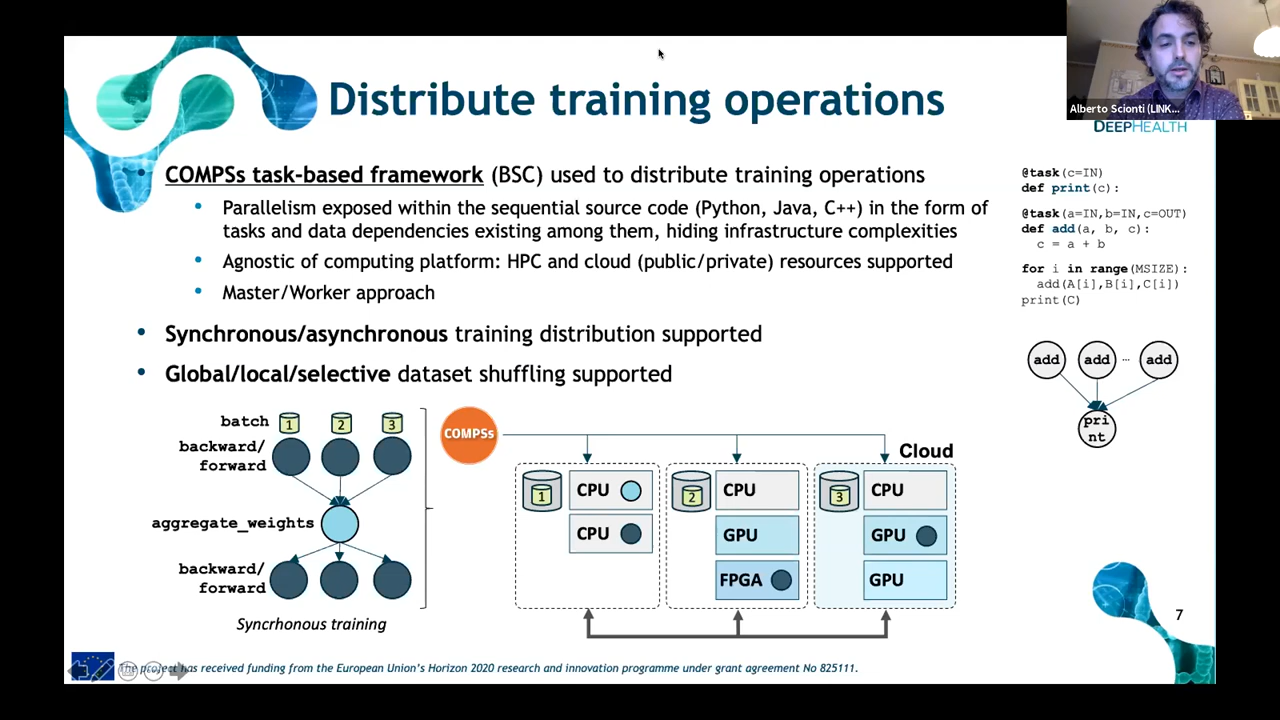 Distribute training operations
Alberto Scionti (LINK...
DEEPHEALTH
• COMPSs task-based framework (BSC) used to distribute training operations
• Parallelism exposed within the sequential source code (Python, Java, C++) in the form of
tasks and data dependencies existing among them, hiding infrastructure complexities
• Agnostic of computing platform: HPC and cloud (public/private) resources supported
• Master/Worker approach
• Synchronous/asynchronous training distribution supported
• Global/local/selective dataset shuffling supported
@task(c=IN)
def print(c):
@task(a=IN,b=IN,c=OUT)
def add(a, b, c):
c = a + b
for i in range(MSIZE):
add(A[i],B[i],C[i])
print(C)
add add ... add
pri
nt
batch 1 2 3
backward/
forward
aggregate_weights
backward/
forward
Syncrhonous training
COMPSs
Cloud
1 CPU
CPU
2 CPU
GPU
FPGA
3 CPU
GPU
GPU
7
The project has received funding from the European Union's Horizon 2020 research and innovation programme under grant agreement No 825111.